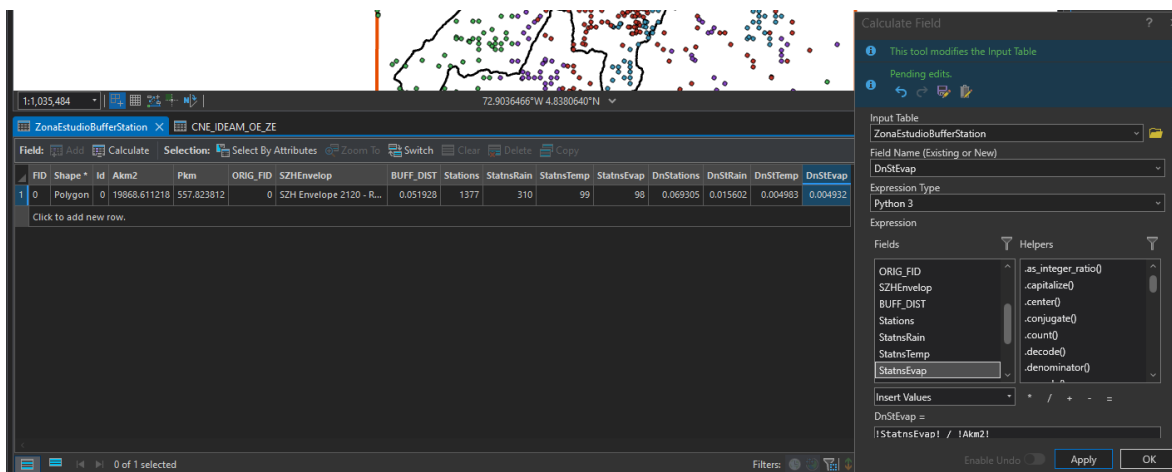 1:1,035,484
72.9036466°W 4.8380640°N
ZonaEstudioBufferStation
CNE_IDEAM_OE_ZE
Field: Add Calculate Selection: Select By Attributes Zoom To Switch Clear Delete Copy
FID Shape * Id Akm2 Pkm ORIG_FID SZHEnvelop BUFF_DIST Stations StatnsRain StatnsTemp StatnsEvap DnStations DnStRain DnStTemp DnStEvap
1 0 Polygon 0 19868.611218 557.823812 0 SZH Envelope 2120 - R... 0.051928 1377 310 99 98 0.069305 0.015602 0.004983 0.004932
Click to add new row.
0 of 1 selected
Filters:
Calculate Field ?
This tool modifies the Input Table
Pending edits.
Input Table
ZonaEstudioBufferStation
Field Name (Existing or New)
DnStEvap
Expression Type
Python 3
Expression
Fields
Helpers
ORIG_FID
SZHEnvelop
BUFF_DIST
Stations
StatnsRain
StatnsTemp
StatnsEvap
.as_integer_ratio()
.capitalize()
.center()
.conjugate()
.count()
.decode()
.denominator()
Insert Values * / + - =
DnStEvap =
!StatnsEvap! / !Akm2!
Enable Undo Apply OK